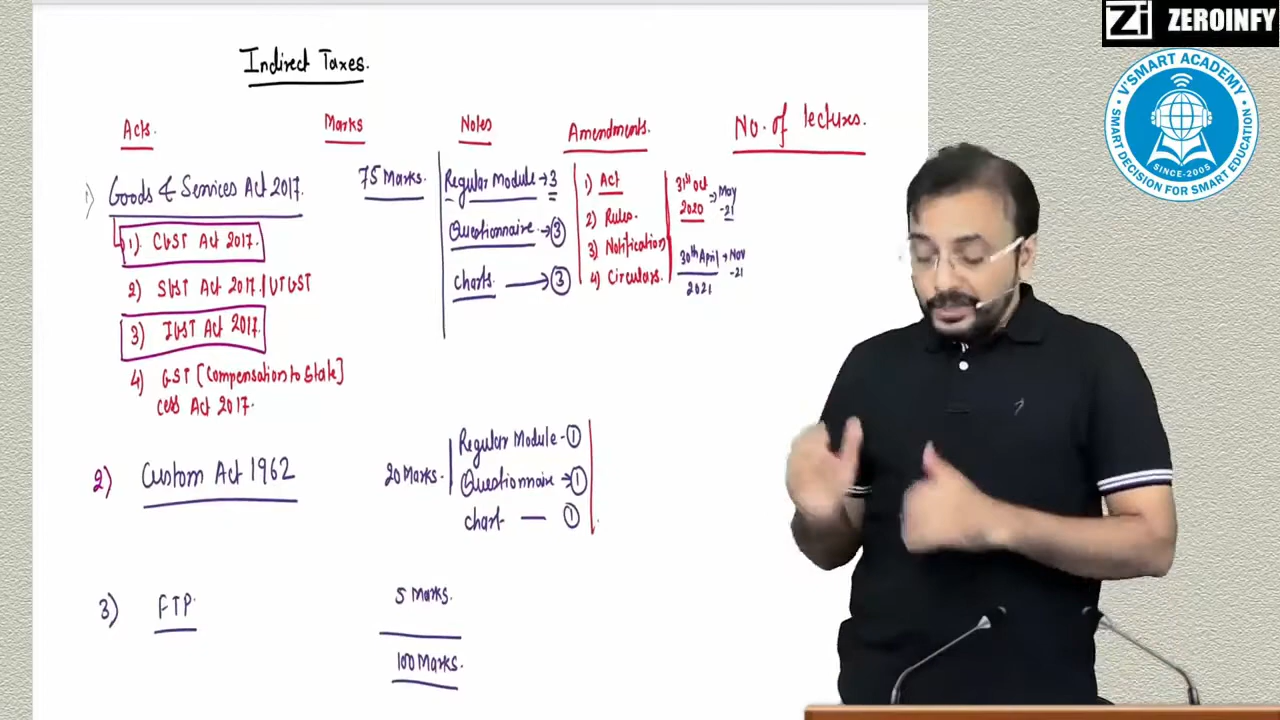 Zi ZEROINFY
V'SMART ACADEMY
SINCE-2005
SMART DECISION FOR SMART EDUCATION
Indirect Taxes.
Acts. Marks Notes Amendments. No. of lectures.
1) Goods & Services Act 2017. 75 Marks. Regular Module → 3 1) Act 31st Oct 2020 → May -21
1). CGST Act 2017. Questionnaire → 3 2) Rules.
2) SGST Act 2017./UTGST charts → 3 3) Notification 30th April 2021 → Nov -21
3) IGST Act 2017. 4) Circulars.
4) GST [Compensation to State]
cess Act 2017.
2) Custom Act 1962 20 Marks. Regular Module - 1
Questionnaire → 1
chart — 1
3) FTP. 5 Marks.
100 Marks.